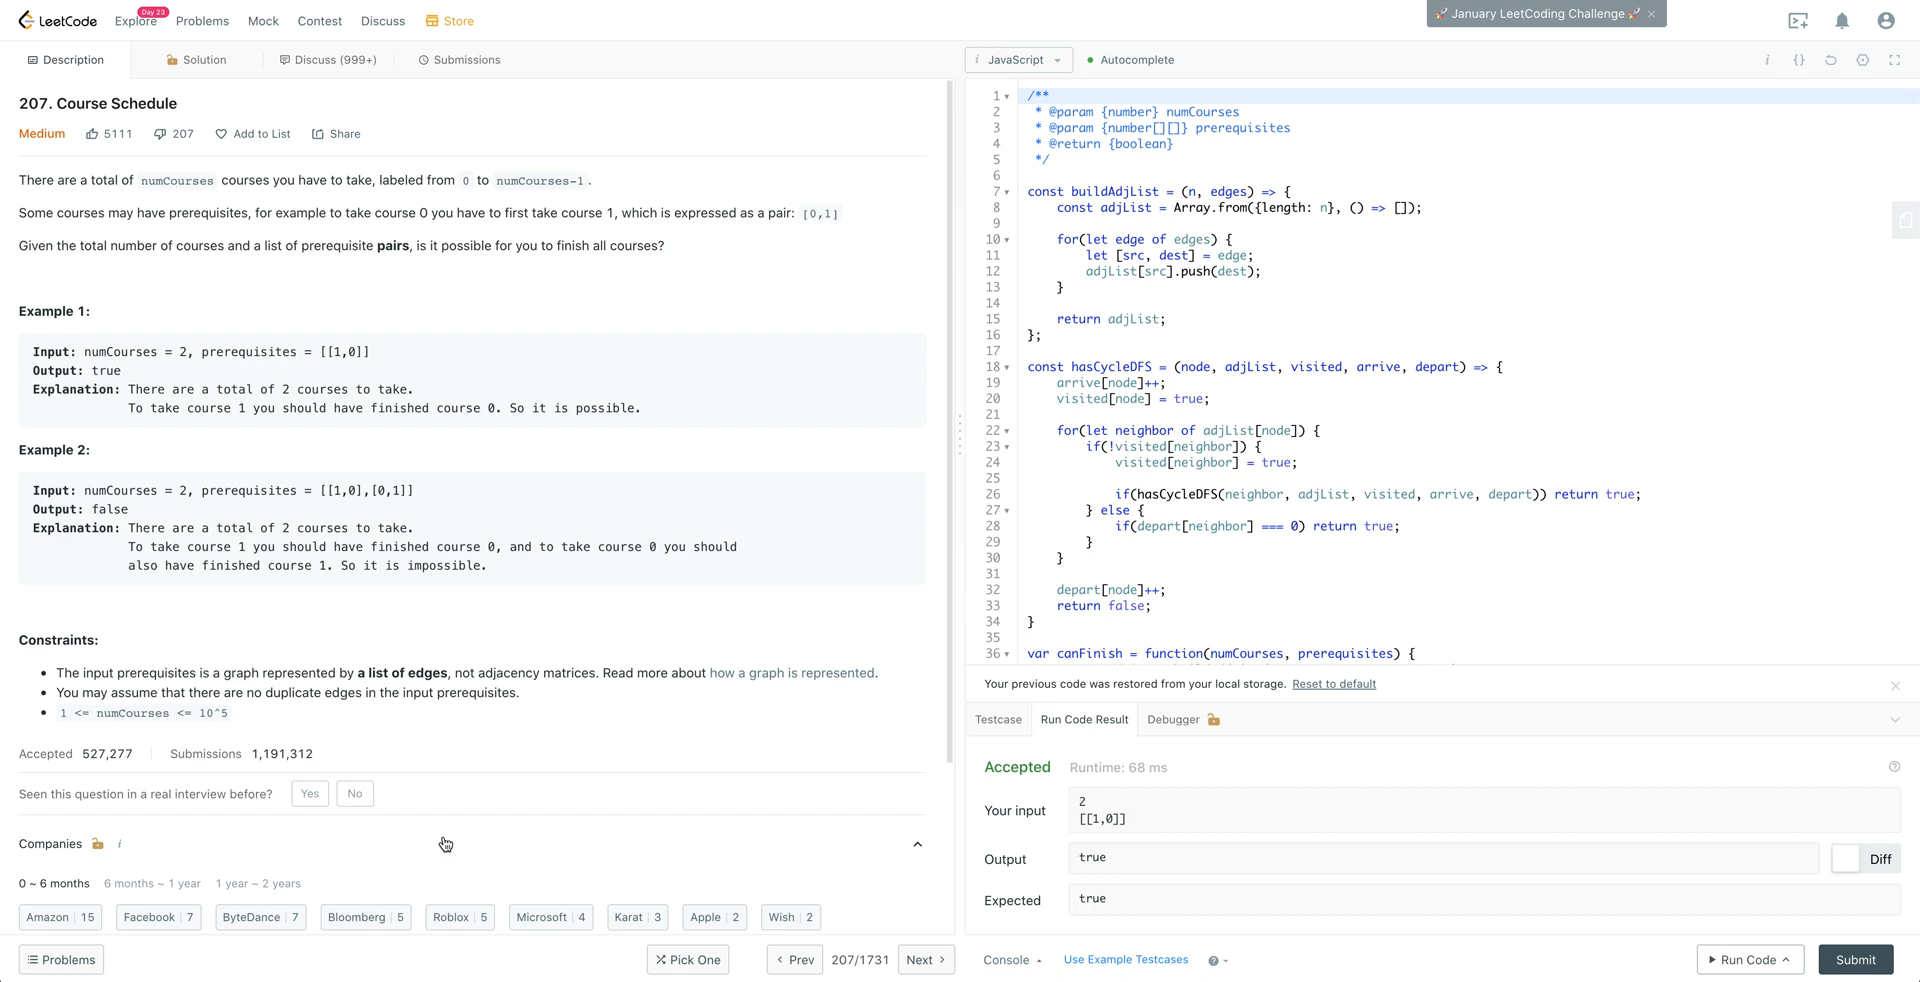 LeetCode
Explore Day 23 Problems Mock Contest Discuss Store
🚀 January LeetCoding Challenge 🚀 ×
Description Solution Discuss (999+) Submissions
207. Course Schedule
Medium 5111 207 Add to List Share
There are a total of numCourses courses you have to take, labeled from 0 to numCourses-1.
Some courses may have prerequisites, for example to take course 0 you have to first take course 1, which is expressed as a pair: [0,1]
Given the total number of courses and a list of prerequisite pairs, is it possible for you to finish all courses?
Example 1:
Input: numCourses = 2, prerequisites = [[1,0]]
Output: true
Explanation: There are a total of 2 courses to take.
To take course 1 you should have finished course 0. So it is possible.
Example 2:
Input: numCourses = 2, prerequisites = [[1,0],[0,1]]
Output: false
Explanation: There are a total of 2 courses to take.
To take course 1 you should have finished course 0, and to take course 0 you should
also have finished course 1. So it is impossible.
Constraints:
• The input prerequisites is a graph represented by a list of edges, not adjacency matrices. Read more about how a graph is represented.
• You may assume that there are no duplicate edges in the input prerequisites.
• 1 <= numCourses <= 10^5
Accepted 527,277 Submissions 1,191,312
Seen this question in a real interview before? Yes No
Companies i
0 ~ 6 months 6 months ~ 1 year 1 year ~ 2 years
Amazon | 15 Facebook | 7 ByteDance | 7 Bloomberg | 5 Roblox | 5 Microsoft | 4 Karat | 3 Apple | 2 Wish | 2
Problems Pick One < Prev 207/1731 Next >
i JavaScript Autocomplete i {}
1 /**
2 * @param {number} numCourses
3 * @param {number[][]} prerequisites
4 * @return {boolean}
5 */
6
7 const buildAdjList = (n, edges) => {
8 const adjList = Array.from({length: n}, () => []);
9
10 for(let edge of edges) {
11 let [src, dest] = edge;
12 adjList[src].push(dest);
13 }
14
15 return adjList;
16 };
17
18 const hasCycleDFS = (node, adjList, visited, arrive, depart) => {
19 arrive[node]++;
20 visited[node] = true;
21
22 for(let neighbor of adjList[node]) {
23 if(!visited[neighbor]) {
24 visited[neighbor] = true;
25
26 if(hasCycleDFS(neighbor, adjList, visited, arrive, depart)) return true;
27 } else {
28 if(depart[neighbor] === 0) return true;
29 }
30 }
31
32 depart[node]++;
33 return false;
34 }
35
36 var canFinish = function(numCourses, prerequisites) {
Your previous code was restored from your local storage. Reset to default ×
Testcase Run Code Result Debugger
Accepted Runtime: 68 ms
Your input
2
[[1,0]]
Output true Diff
Expected true
Console Use Example Testcases ? Run Code Submit